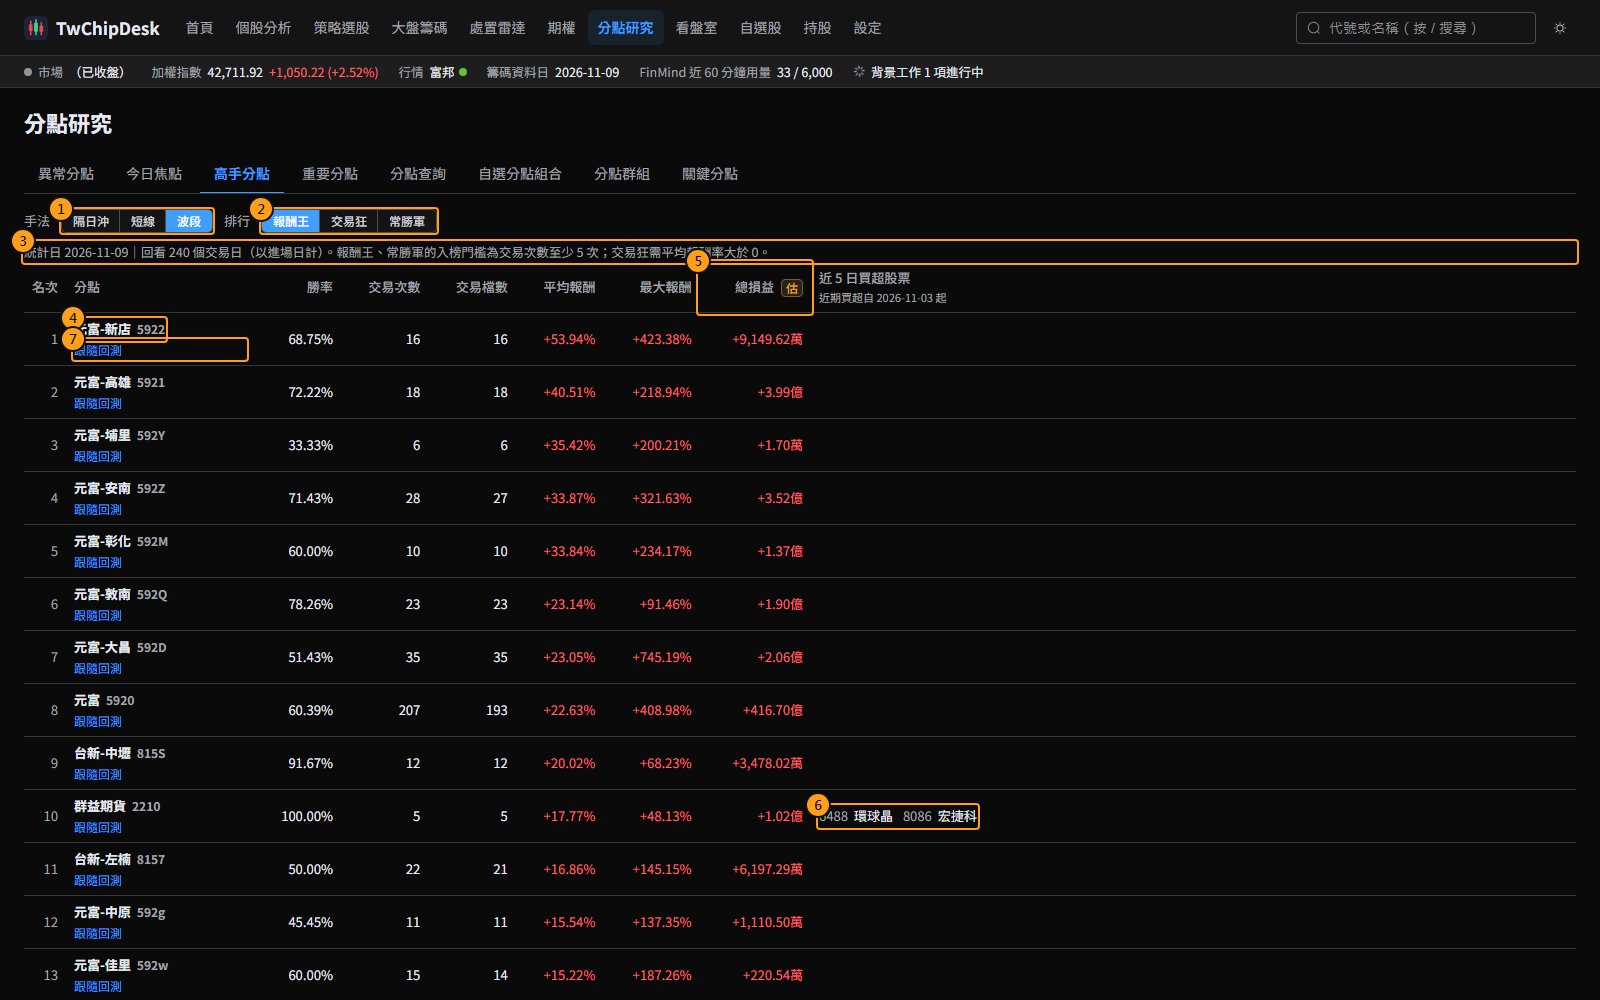 TwChipDesk 首頁 個股分析 策略選股 大盤籌碼 處置雷達 期權 分點研究 看盤室 自選股 持股 設定 代號或名稱（按 / 搜尋）
市場 （已收盤） 加權指數 42,711.92 +1,050.22 (+2.52%) 行情 富邦 籌碼資料日 2026-11-09 FinMind 近 60 分鐘用量 33 / 6,000 背景工作 1 項進行中
分點研究
異常分點 今日焦點 高手分點 重要分點 分點查詢 自選分點組合 分點群組 關鍵分點
手法 1 隔日沖 短線 波段 排行 2 報酬王 交易狂 常勝軍
3 統計日 2026-11-09｜回看 240 個交易日（以進場日計）。報酬王、常勝軍的入榜門檻為交易次數至少 5 次；交易狂需平均報酬率大於 0。
名次 分點 勝率 交易次數 交易檔數 平均報酬 最大報酬 5 總損益 估 近 5 日買超股票
近期買超自 2026-11-03 起
1 4 元富-新店 5922 68.75% 16 16 +53.94% +423.38% +9,149.62萬
7 跟隨回測
2 元富-高雄 5921 72.22% 18 18 +40.51% +218.94% +3.99億
跟隨回測
3 元富-埔里 592Y 33.33% 6 6 +35.42% +200.21% +1.70萬
跟隨回測
4 元富-安南 592Z 71.43% 28 27 +33.87% +321.63% +3.52億
跟隨回測
5 元富-彰化 592M 60.00% 10 10 +33.84% +234.17% +1.37億
跟隨回測
6 元富-敦南 592Q 78.26% 23 23 +23.14% +91.46% +1.90億
跟隨回測
7 元富-大昌 592D 51.43% 35 35 +23.05% +745.19% +2.06億
跟隨回測
8 元富 5920 60.39% 207 193 +22.63% +408.98% +416.70億
跟隨回測
9 台新-中壢 815S 91.67% 12 12 +20.02% +68.23% +3,478.02萬
跟隨回測
10 群益期貨 2210 100.00% 5 5 +17.77% +48.13% +1.02億 6 6488 環球晶 8086 宏捷科
跟隨回測
11 台新-左楠 8157 50.00% 22 21 +16.86% +145.15% +6,197.29萬
跟隨回測
12 元富-中原 592g 45.45% 11 11 +15.54% +137.35% +1,110.50萬
跟隨回測
13 元富-佳里 592w 60.00% 15 14 +15.22% +187.26% +220.54萬
跟隨回測